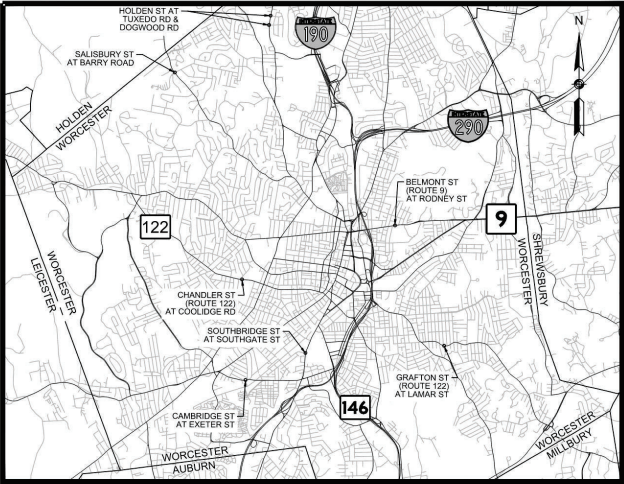 HOLDEN ST AT
TUXEDO RD &
DOGWOOD RD
INTERSTATE
190
N
SALISBURY ST
AT BARRY ROAD
INTERSTATE
290
HOLDEN
WORCESTER
BELMONT ST
(ROUTE 9)
AT RODNEY ST
9
122
SHREWSBURY
WORCESTER
WORCESTER
LEICESTER
CHANDLER ST
(ROUTE 122)
AT COOLIDGE RD
SOUTHBRIDGE ST
AT SOUTHGATE ST
GRAFTON ST
(ROUTE 122)
AT LAMAR ST
CAMBRIDGE ST
AT EXETER ST
146
WORCESTER
MILLBURY
WORCESTER
AUBURN